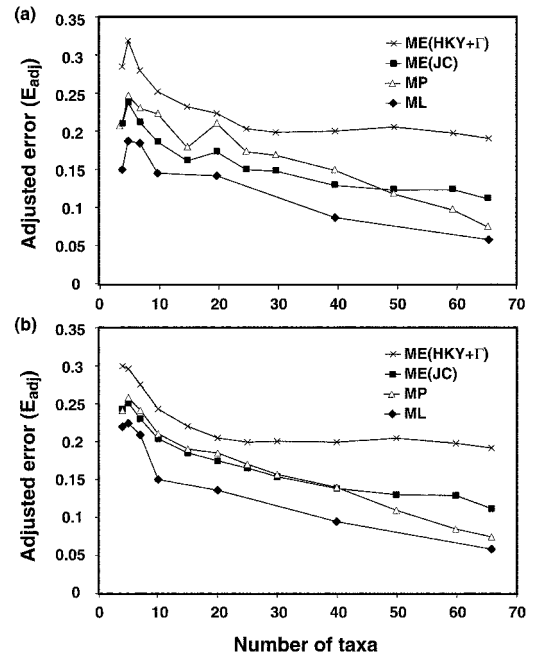 (a)
0.35
0.3
0.25
0.2
0.15
0.1
0.05
0
Adjusted error (Eadj)
ME(HKY+Γ)
ME(JC)
MP
ML
0 10 20 30 40 50 60 70
(b)
0.35
0.3
0.25
0.2
0.15
0.1
0.05
0
Adjusted error (Eadj)
ME(HKY+Γ)
ME(JC)
MP
ML
0 10 20 30 40 50 60 70
Number of taxa